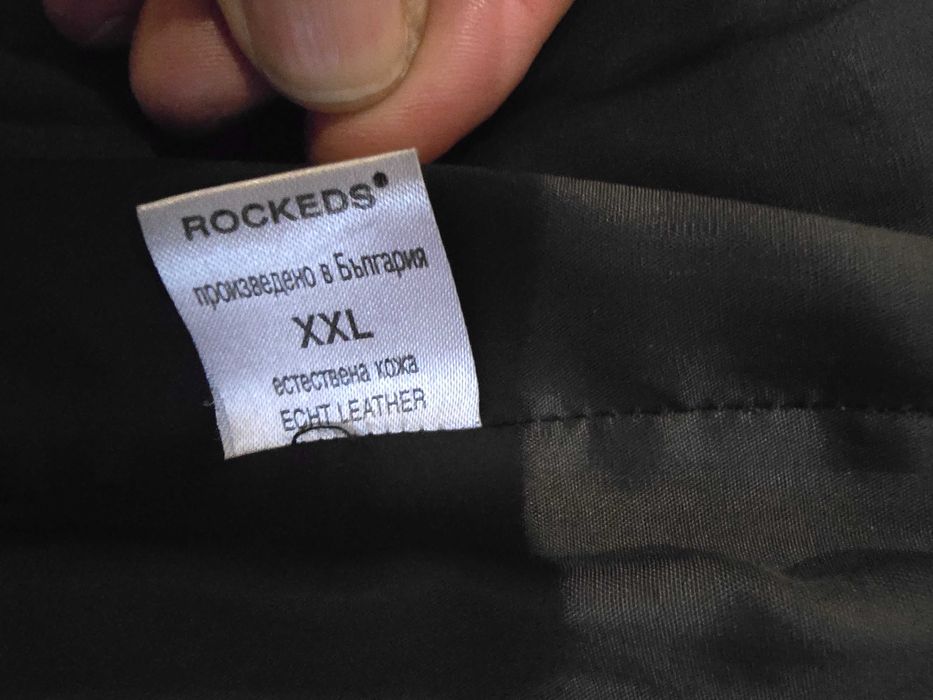 ROCKEDS®
произведено в България
XXL
естествена кожа
ECHT LEATHER